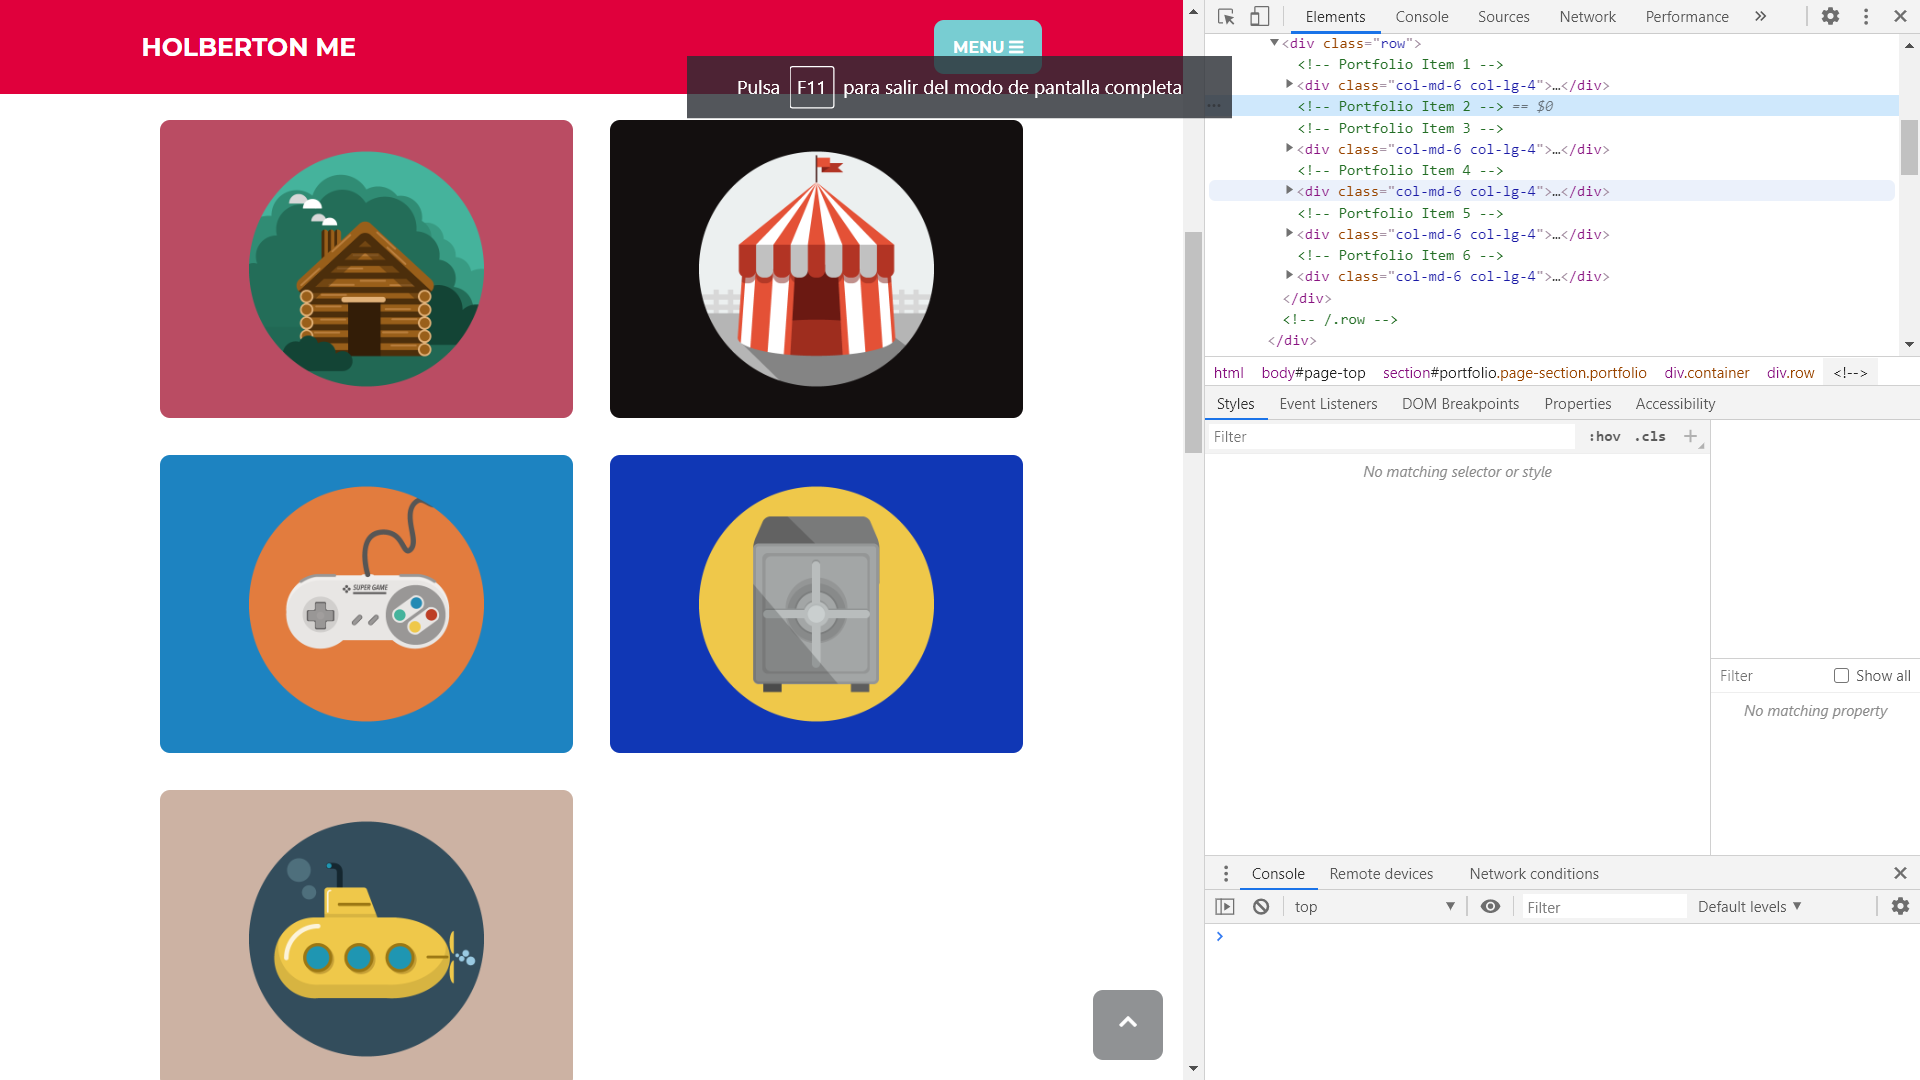 HOLBERTON ME
MENU
Pulsa F11 para salir del modo de pantalla completa
SUPER GAME
Elements Console Sources Network Performance »
<div class="row">
<!-- Portfolio Item 1 -->
<div class="col-md-6 col-lg-4">…</div>
... <!-- Portfolio Item 2 --> == $0
<!-- Portfolio Item 3 -->
<div class="col-md-6 col-lg-4">…</div>
<!-- Portfolio Item 4 -->
<div class="col-md-6 col-lg-4">…</div>
<!-- Portfolio Item 5 -->
<div class="col-md-6 col-lg-4">…</div>
<!-- Portfolio Item 6 -->
<div class="col-md-6 col-lg-4">…</div>
</div>
<!-- /.row -->
</div>
html body#page-top section#portfolio.page-section.portfolio div.container div.row <!-->
Styles Event Listeners DOM Breakpoints Properties Accessibility
Filter :hov .cls +
No matching selector or style
Filter Show all
No matching property
Console Remote devices Network conditions
top Filter Default levels